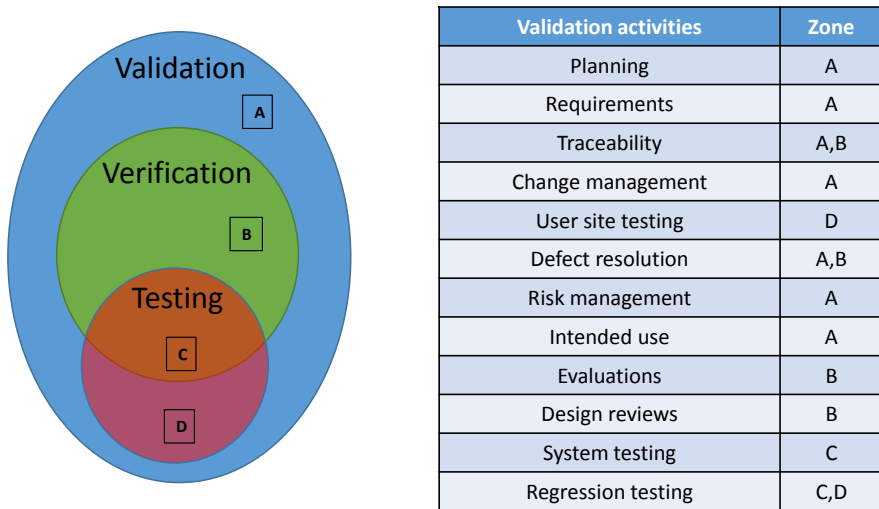 Validation
A
Verification
B
Testing
C
D
Validation activities Zone
Planning A
Requirements A
Traceability A,B
Change management A
User site testing D
Defect resolution A,B
Risk management A
Intended use A
Evaluations B
Design reviews B
System testing C
Regression testing C,D